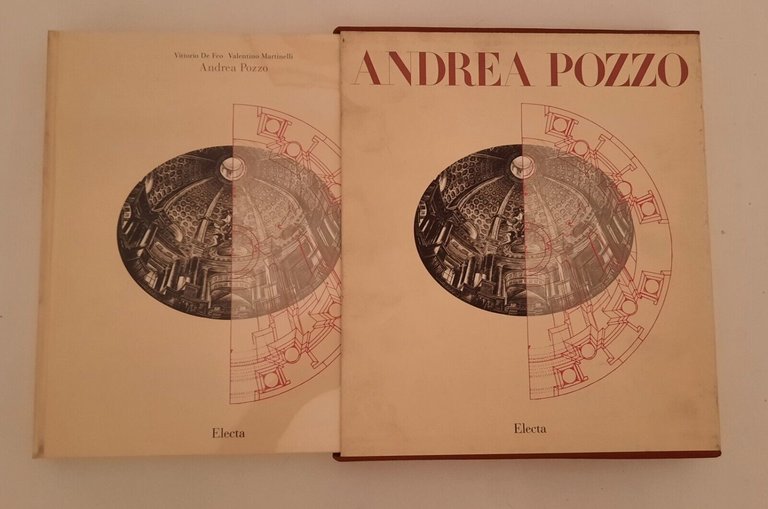 Vittorio De Feo Valentino Martinelli
Andrea Pozzo
Electa
ANDREA POZZO
Electa